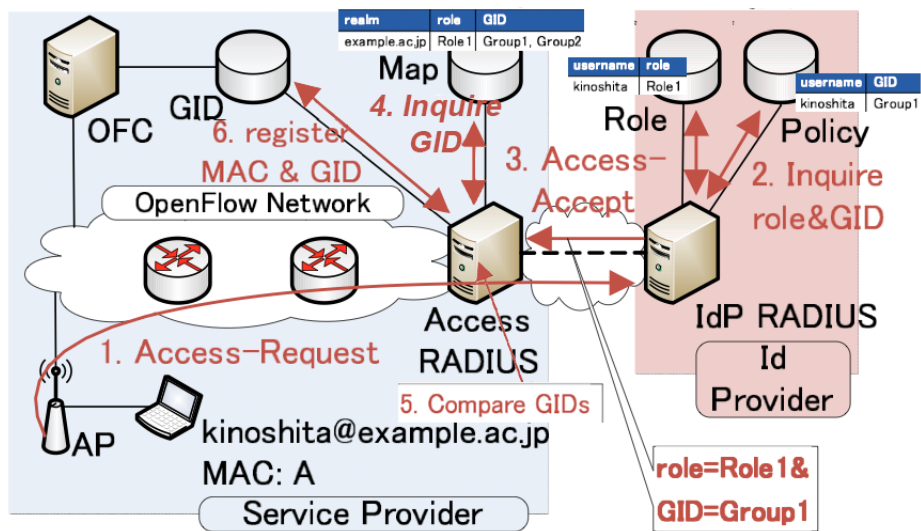 realm role GID
example.ac.jp Role1 Group1, Group2
Map
username role
kinoshita Role1
Role
username GID
kinoshita Group1
Policy
OFC
GID
4. Inquire
GID
6. register
MAC & GID
3. Access-
Accept
2. Inquire
role&GID
OpenFlow Network
Access
RADIUS
IdP RADIUS
Id
Provider
1. Access-Request
5. Compare GIDs
AP
kinoshita@example.ac.jp
MAC: A
role=Role1&
GID=Group1
Service Provider